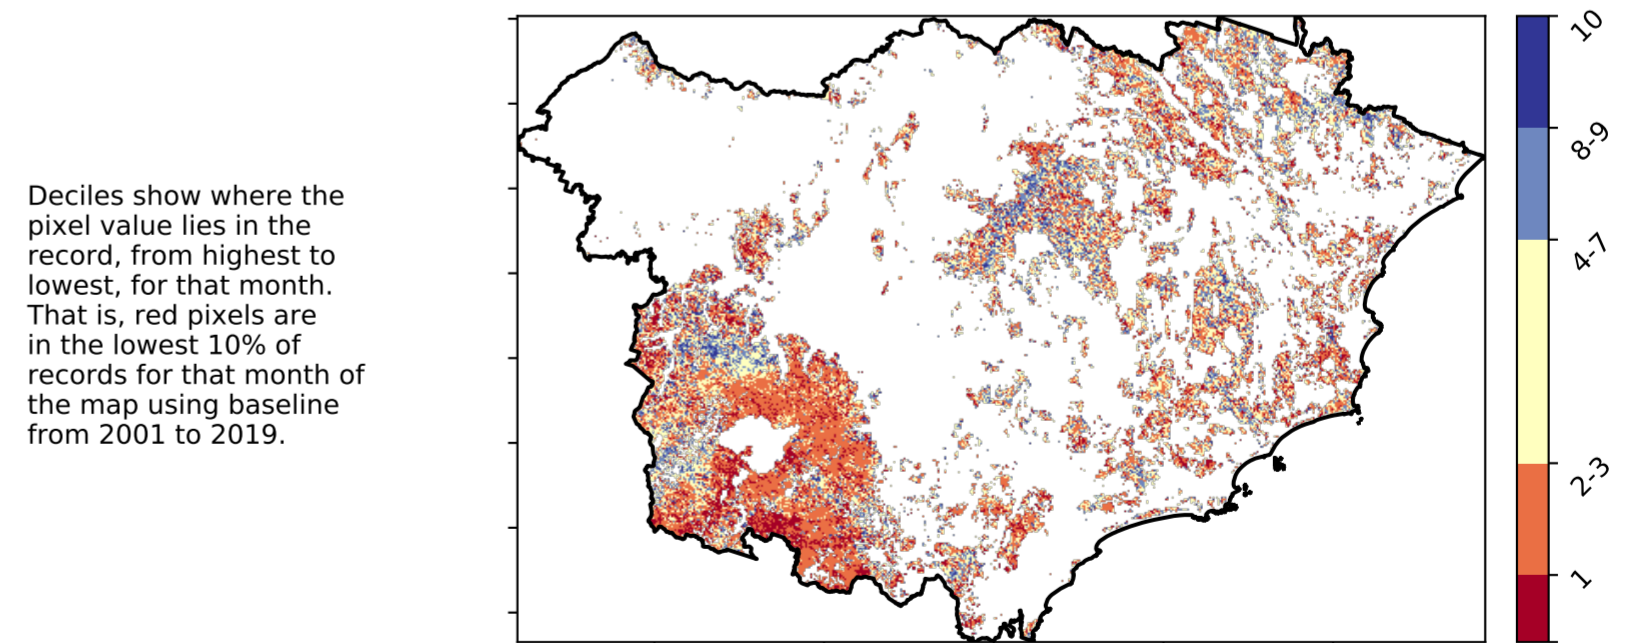 Deciles show where the
pixel value lies in the
record, from highest to
lowest, for that month.
That is, red pixels are
in the lowest 10% of
records for that month of
the map using baseline
from 2001 to 2019.
10
8-9
4-7
2-3
1